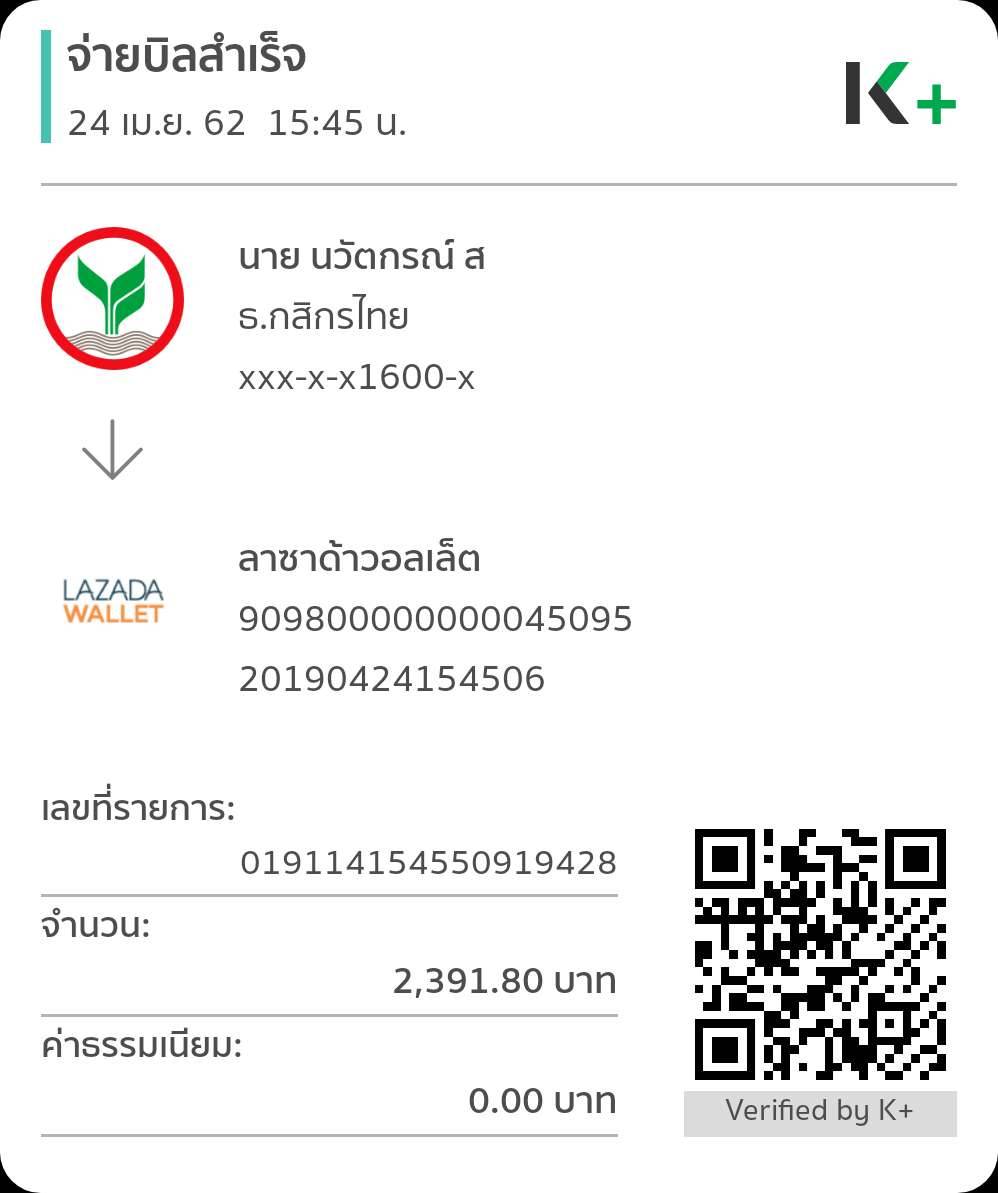 จ่ายบิลสำเร็จ
24 เม.ย. 62 15:45 น.
K+
นาย นวัตกรณ์ ส
ธ.กสิกรไทย
xxx-x-x1600-x
LAZADA
WALLET
ลาซาด้าวอลเล็ต
909800000000045095
20190424154506
เลขที่รายการ:
019114154550919428
จำนวน:
2,391.80 บาท
ค่าธรรมเนียม:
0.00 บาท
Verified by K+